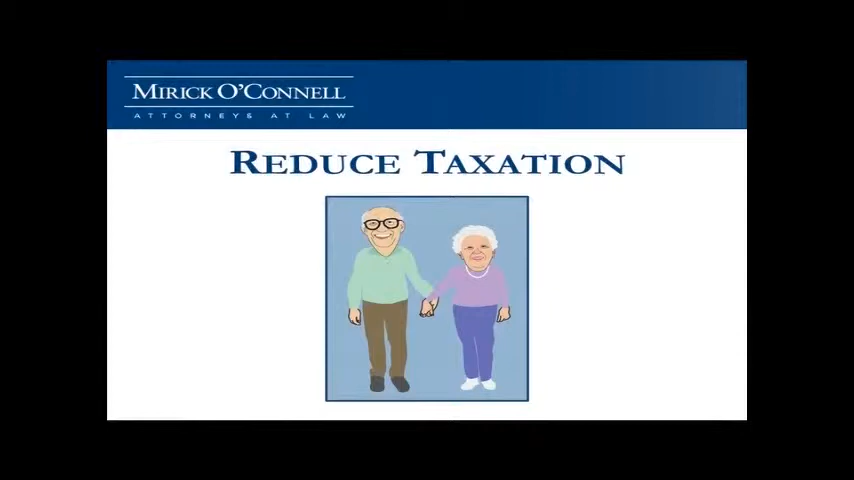 MIRICK O'CONNELL
ATTORNEYS AT LAW
REDUCE TAXATION